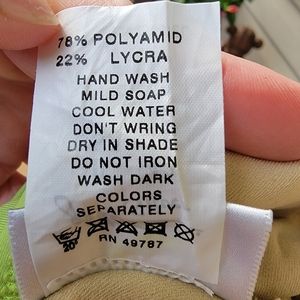 78% POLYAMID
22% LYCRA
HAND WASH
MILD SOAP
COOL WATER
DON'T WRING
DRY IN SHADE
DO NOT IRON
WASH DARK
COLORS
SEPARATELY
RN 49787